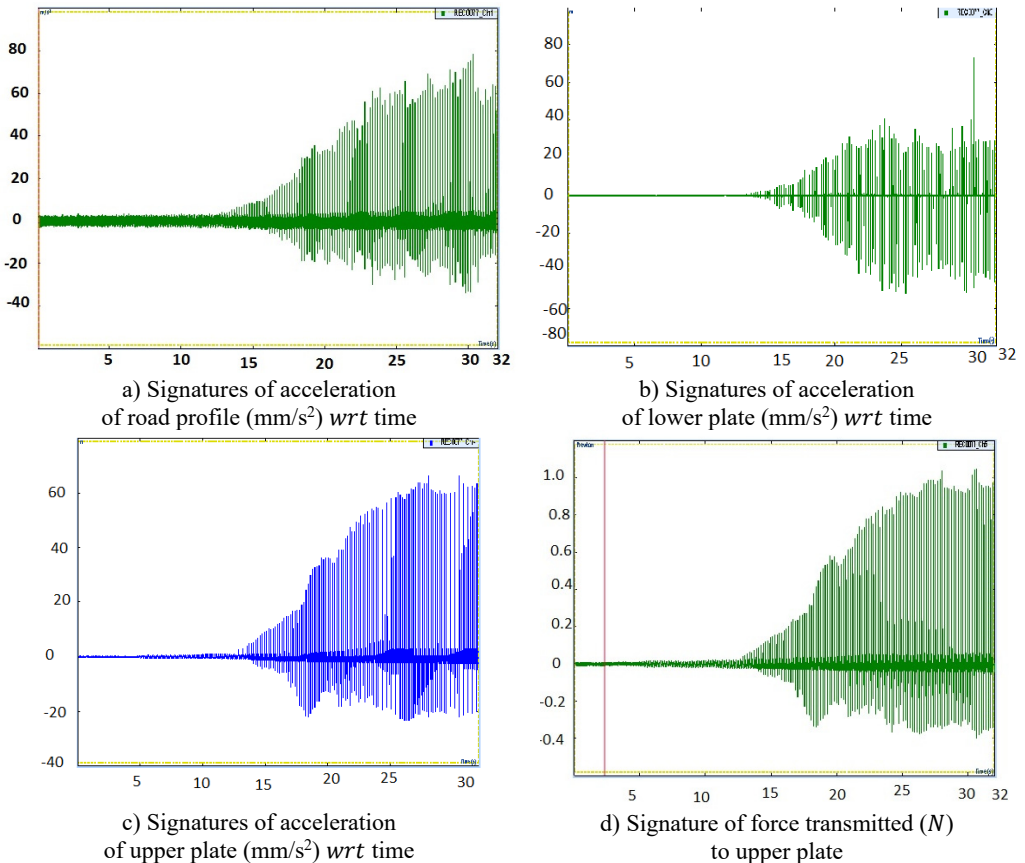 m/s²
80
60
40
20
0
-20
-40
5 10 15 20 25 30 32
Time(s)
a) Signatures of acceleration
of road profile (mm/s²) wrt time
80
60
40
20
0
-20
-40
-60
-80
5 10 15 20 25 30 32
b) Signatures of acceleration
of lower plate (mm/s²) wrt time
60
40
20
0
-20
-40
5 10 15 20 25 30
Time(s)
c) Signatures of acceleration
of upper plate (mm/s²) wrt time
Newton
1.0
0.8
0.6
0.4
0.2
0
-0.2
-0.4
5 10 15 20 25 30 32
Time(s)
d) Signature of force transmitted (N)
to upper plate